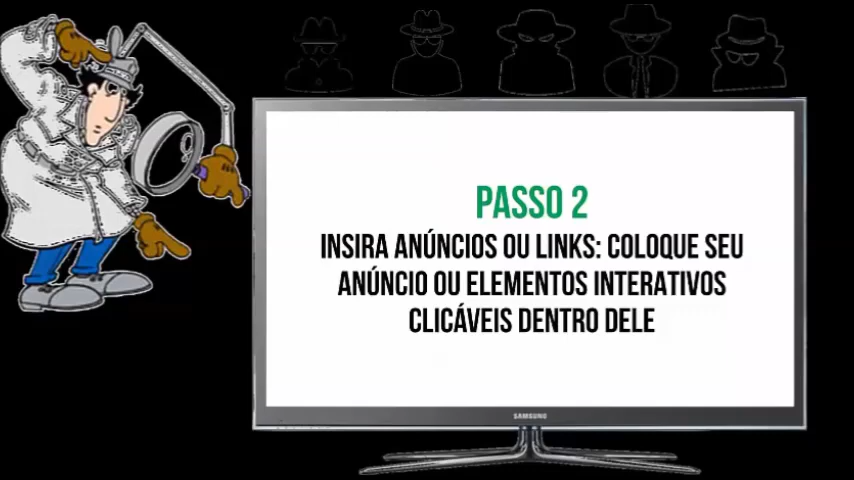 PASSO 2
INSIRA ANÚNCIOS OU LINKS: COLOQUE SEU
ANÚNCIO OU ELEMENTOS INTERATIVOS
CLICÁVEIS DENTRO DELE
SAMSUNG